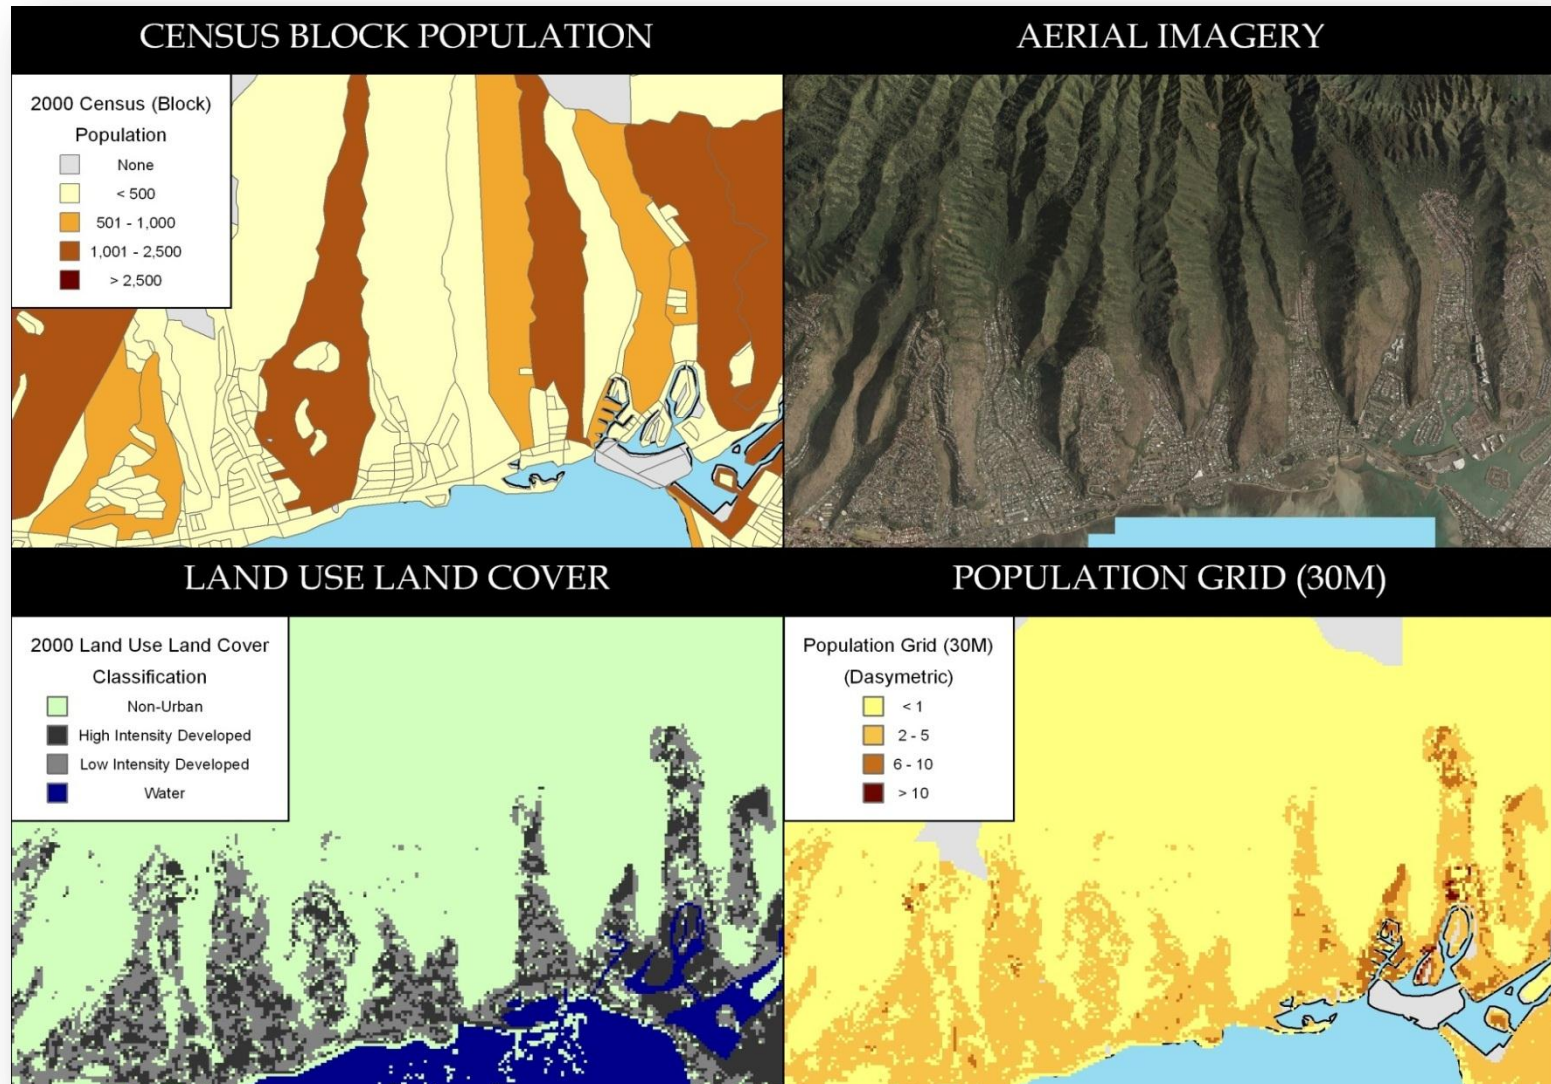 CENSUS BLOCK POPULATION
2000 Census (Block)
Population
None
< 500
501 - 1,000
1,001 - 2,500
> 2,500
AERIAL IMAGERY
LAND USE LAND COVER
2000 Land Use Land Cover
Classification
Non-Urban
High Intensity Developed
Low Intensity Developed
Water
POPULATION GRID (30M)
Population Grid (30M)
(Dasymetric)
< 1
2 - 5
6 - 10
> 10